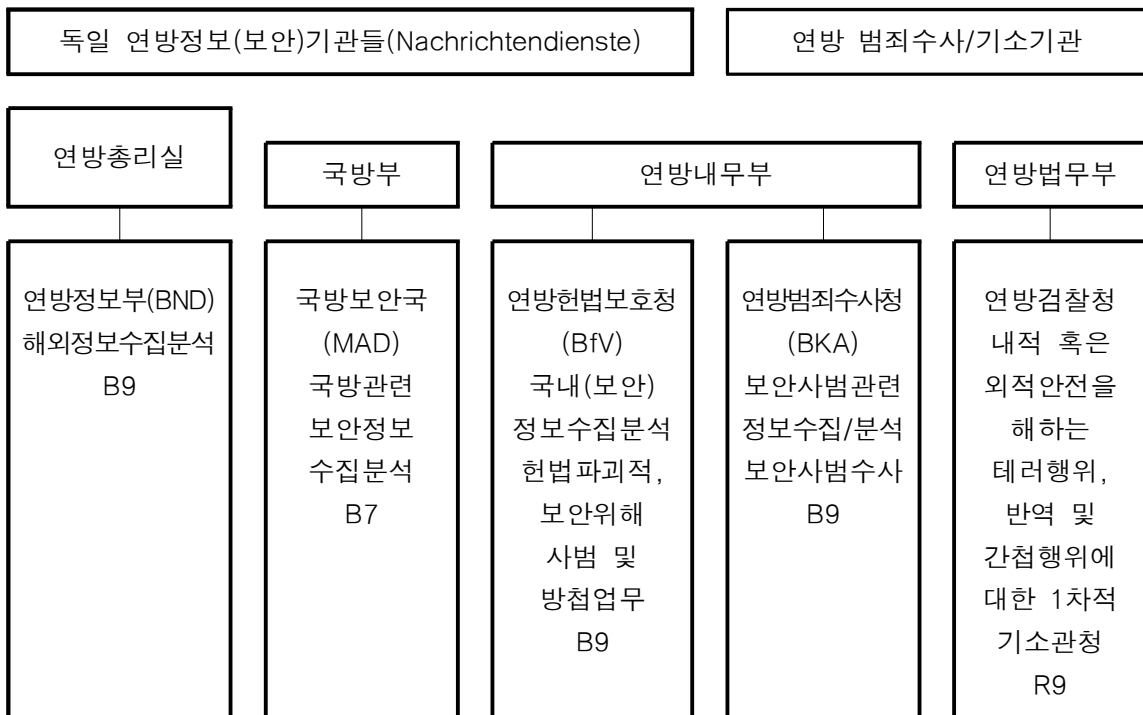 독일 연방정보(보안)기관들(Nachrichtendienste)
연방 범죄수사/기소기관
연방총리실
국방부
연방내무부
연방법무부
연방정보부(BND)
해외정보수집분석
B9
국방보안국
(MAD)
국방관련
보안정보
수집분석
B7
연방헌법보호청
(BfV)
국내(보안)
정보수집분석
헌법파괴적,
보안위해
사범 및
방첩업무
B9
연방범죄수사청
(BKA)
보안사범관련
정보수집/분석
보안사범수사
B9
연방검찰청
내적 혹은
외적안전을
해하는
테러행위,
반역 및
간첩행위에
대한 1차적
기소관청
R9